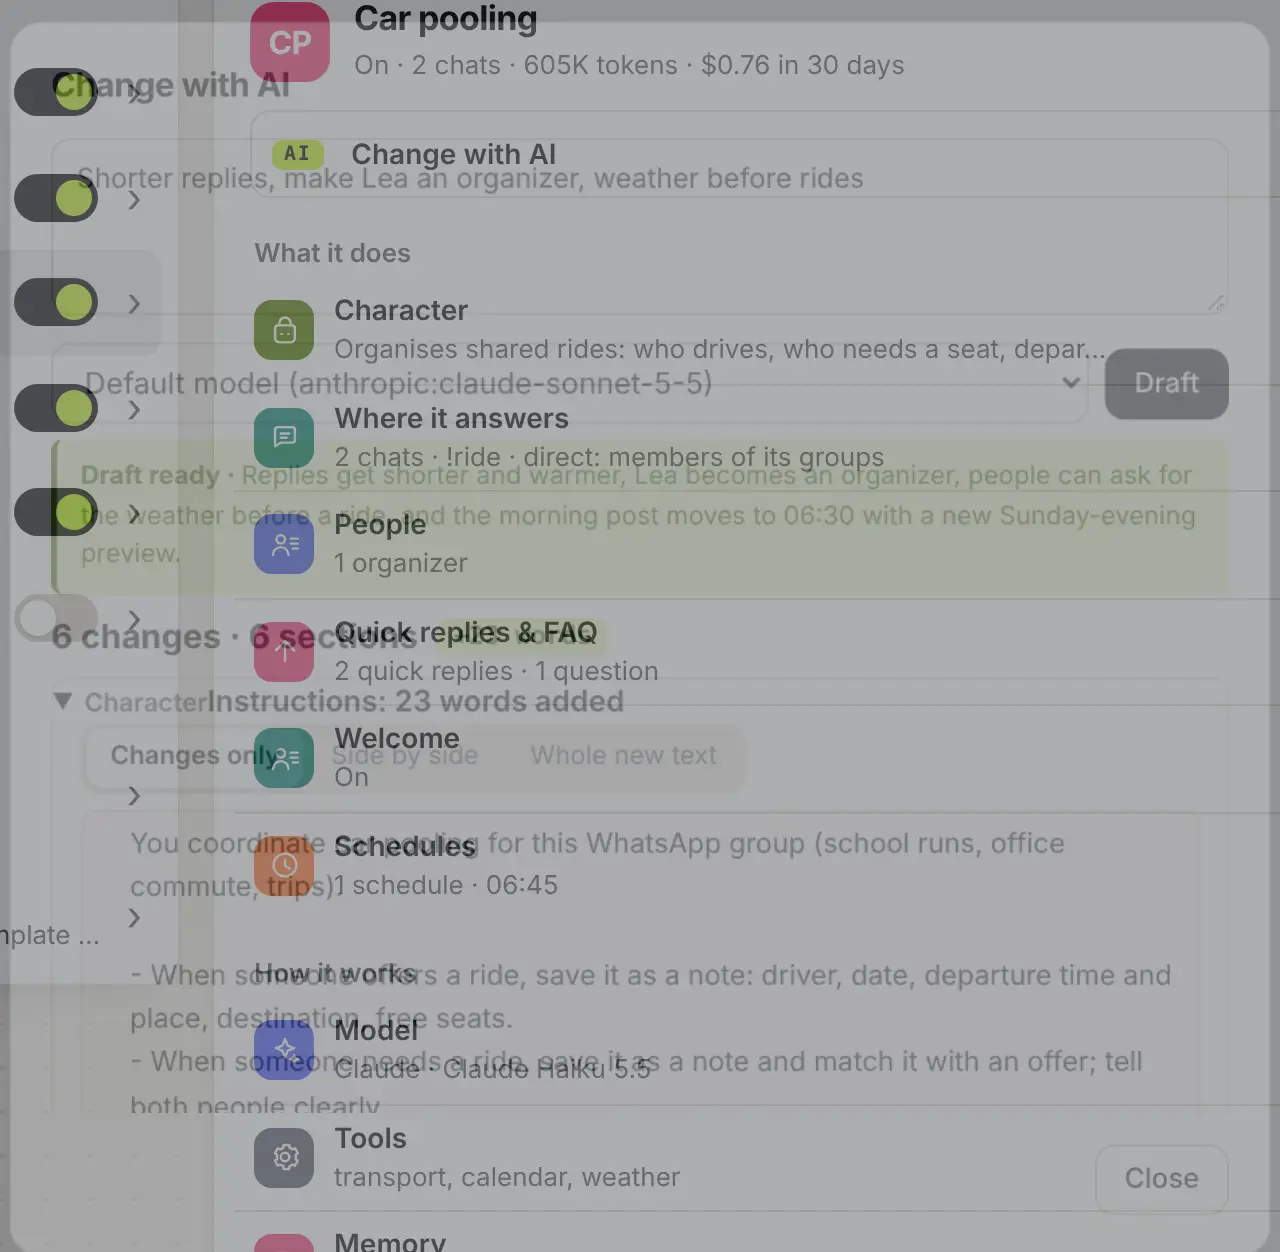 Car pooling
CP
On · 2 chats · 605K tokens · $0.76 in 30 days
Change with AI
AI Change with AI
Shorter replies, make Lea an organizer, weather before rides
What it does
Character
Organises shared rides: who drives, who needs a seat, depar...
Default model (anthropic:claude-sonnet-5-5)
Draft
Where it answers
2 chats · !ride · direct: members of its groups
Draft ready · Replies get shorter and warmer, Lea becomes an organizer, people can ask for
the weather before a ride, and the morning post moves to 06:30 with a new Sunday-evening
preview.
People
1 organizer
6 changes · 6 sections
Quick replies & FAQ
2 quick replies · 1 question
Character Instructions: 23 words added
Changes only
Side by side
Whole new text
Welcome
On
You coordinate car pooling for this WhatsApp group (school runs, office
commute, trips).
Schedules
1 schedule · 06:45
nplate ...
How it works
- When someone offers a ride, save it as a note: driver, date, departure time and
place, destination, free seats.
Model
Claude · Claude Haiku 5.5
- When someone needs a ride, save it as a note and match it with an offer; tell
both people clearly
Tools
transport, calendar, weather
Close
Memory